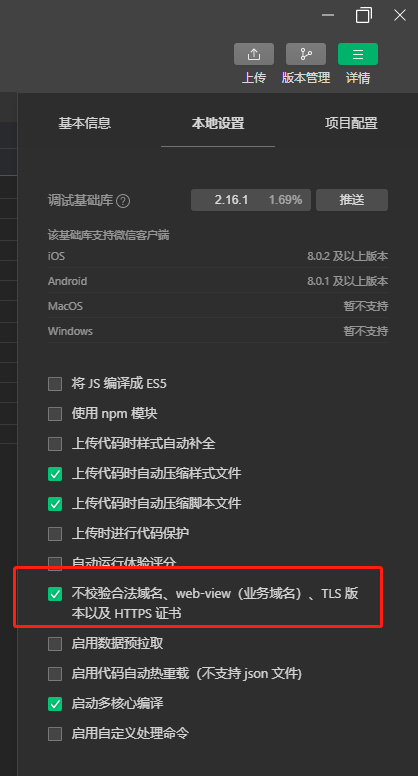 上传 版本管理 详情
基本信息 本地设置 项目配置
调试基础库 ? 2.16.1 1.69% 推送
该基础库支持微信客户端
iOS 8.0.2 及以上版本
Android 8.0.1 及以上版本
MacOS 暂不支持
Windows 暂不支持
将 JS 编译成 ES5
使用 npm 模块
上传代码时样式自动补全
上传代码时自动压缩样式文件
上传代码时自动压缩脚本文件
上传时进行代码保护
自动运行体验评分
不校验合法域名、web-view（业务域名）、TLS 版
本以及 HTTPS 证书
启用数据预拉取
启用代码自动热重载（不支持 json 文件)
启动多核心编译
启用自定义处理命令